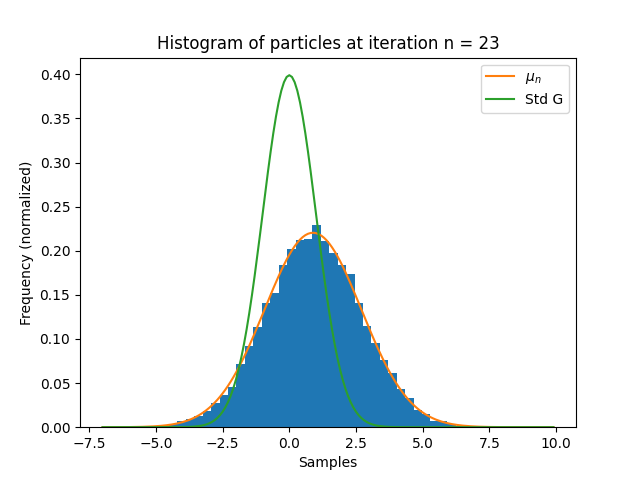 Histogram of particles at iteration n = 23
μn
Std G
Frequency (normalized)
0.40
0.35
0.30
0.25
0.20
0.15
0.10
0.05
0.00
−7.5 −5.0 −2.5 0.0 2.5 5.0 7.5 10.0
Samples